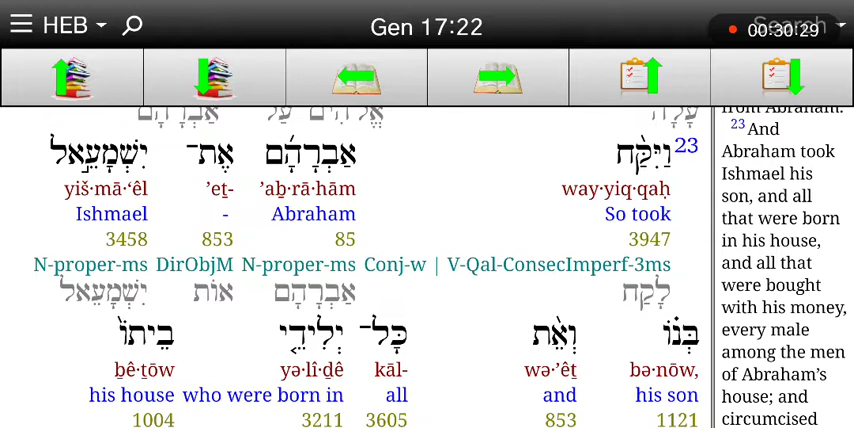 HEB Gen 17:22 Search 00:30:29
אֱלֹהִים עַל אַבְרָהָם עָלָה
23 וַיִּקַּ֨ח אַבְרָהָ֜ם אֶת־ יִשְׁמָעֵ֣אל
yiš·mā·‘êl ’eṯ- ’aḇ·rā·hām way·yiq·qaḥ
Ishmael - Abraham So took
3458 853 85 3947
N-proper-ms DirObjM N-proper-ms Conj-w | V-Qal-ConsecImperf-3ms
לָקַח אַבְרָהָם אוֹת יִשְׁמָעֵאל
בְּנ֗וֹ וְאֵ֨ת כָּל־ יְלִידֵ֤י בֵיתוֹ֙
ḇê·ṯōw yə·lî·ḏê kāl- wə·’êṯ bə·nōw,
his house who were born in all and his son
1004 3211 3605 853 1121
from Abraham.
23 And
Abraham took
Ishmael his
son, and all
that were born
in his house,
and all that
were bought
with his money,
every male
among the men
of Abraham’s
house; and
circumcised